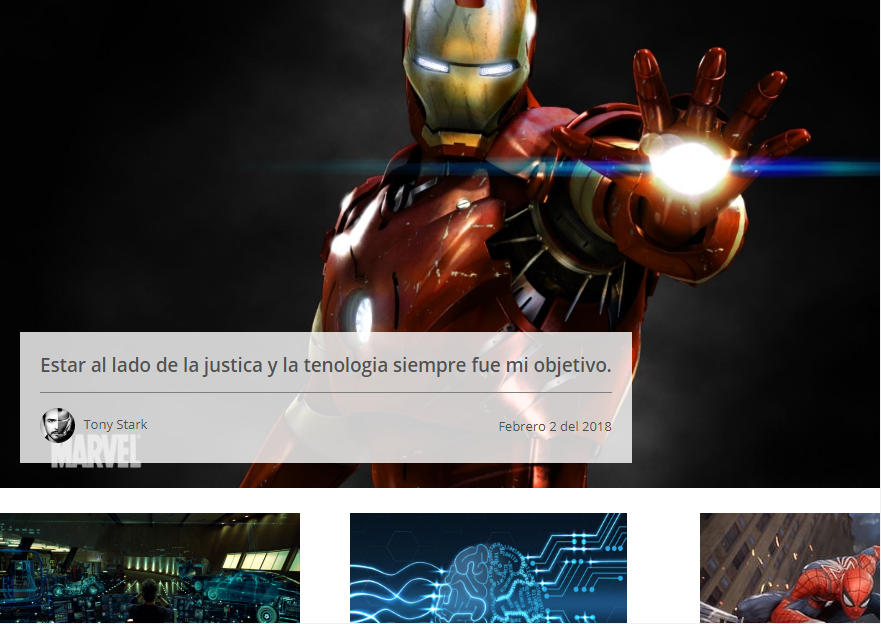 Estar al lado de la justica y la tenologia siempre fue mi objetivo.
Tony Stark
Febrero 2 del 2018
MARVEL